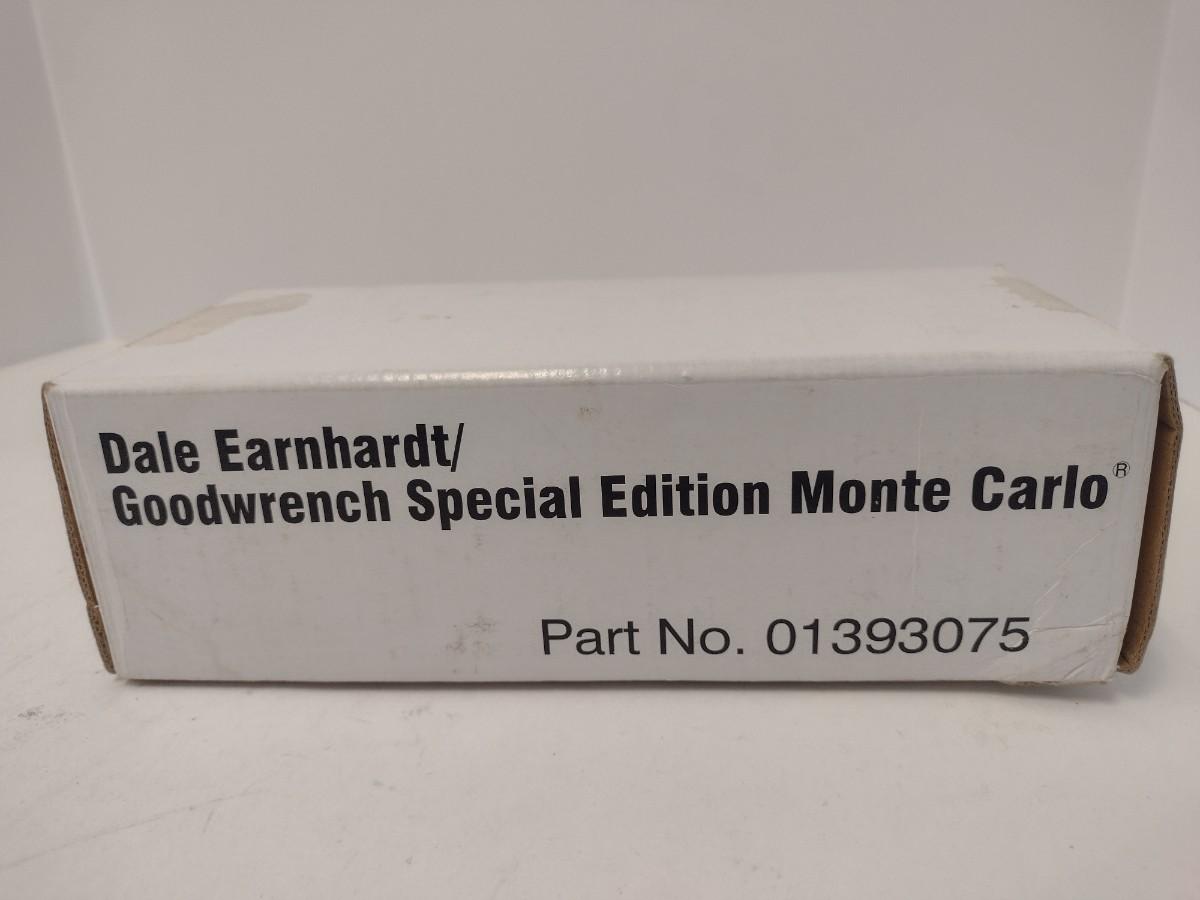 Dale Earnhardt/
Goodwrench Special Edition Monte Carlo®
Part No. 01393075